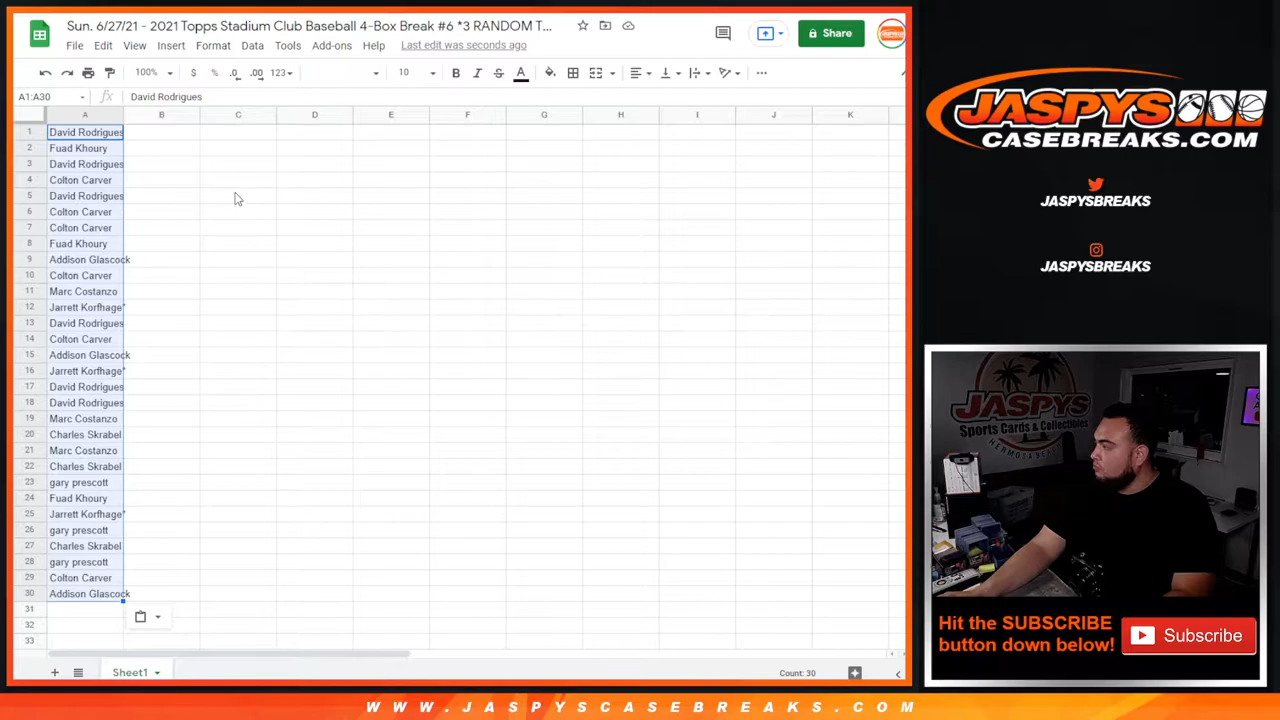 Sun. 6/27/21 - 2021 Topps Stadium Club Baseball 4-Box Break #6 *3 RANDOM T...
File Edit View Insert Format Data Tools Add-ons Help Last edit was seconds ago
Share
100% $ % .0 .00 123 10 B I S A
A1:A30 fx David Rodrigues
A B C D E F G H I J K
1 David Rodrigues
2 Fuad Khoury
3 David Rodrigues
4 Colton Carver
5 David Rodrigues
6 Colton Carver
7 Colton Carver
8 Fuad Khoury
9 Addison Glascock
10 Colton Carver
11 Marc Costanzo
12 Jarrett Korfhage*
13 David Rodrigues
14 Colton Carver
15 Addison Glascock
16 Jarrett Korfhage*
17 David Rodrigues
18 David Rodrigues
19 Marc Costanzo
20 Charles Skrabel
21 Marc Costanzo
22 Charles Skrabel
23 gary prescott
24 Fuad Khoury
25 Jarrett Korfhage*
26 gary prescott
27 Charles Skrabel
28 gary prescott
29 Colton Carver
30 Addison Glascock
31
32
33
Sheet1
Count: 30
JASPYS
CASEBREAKS.COM
JASPYSBREAKS
JASPYSBREAKS
JASPYS
Sports Cards & Collectibles
HERMOSA BEACH
Hit the SUBSCRIBE
button down below!
Subscribe
WWW.JASPYSCASEBREAKS.COM